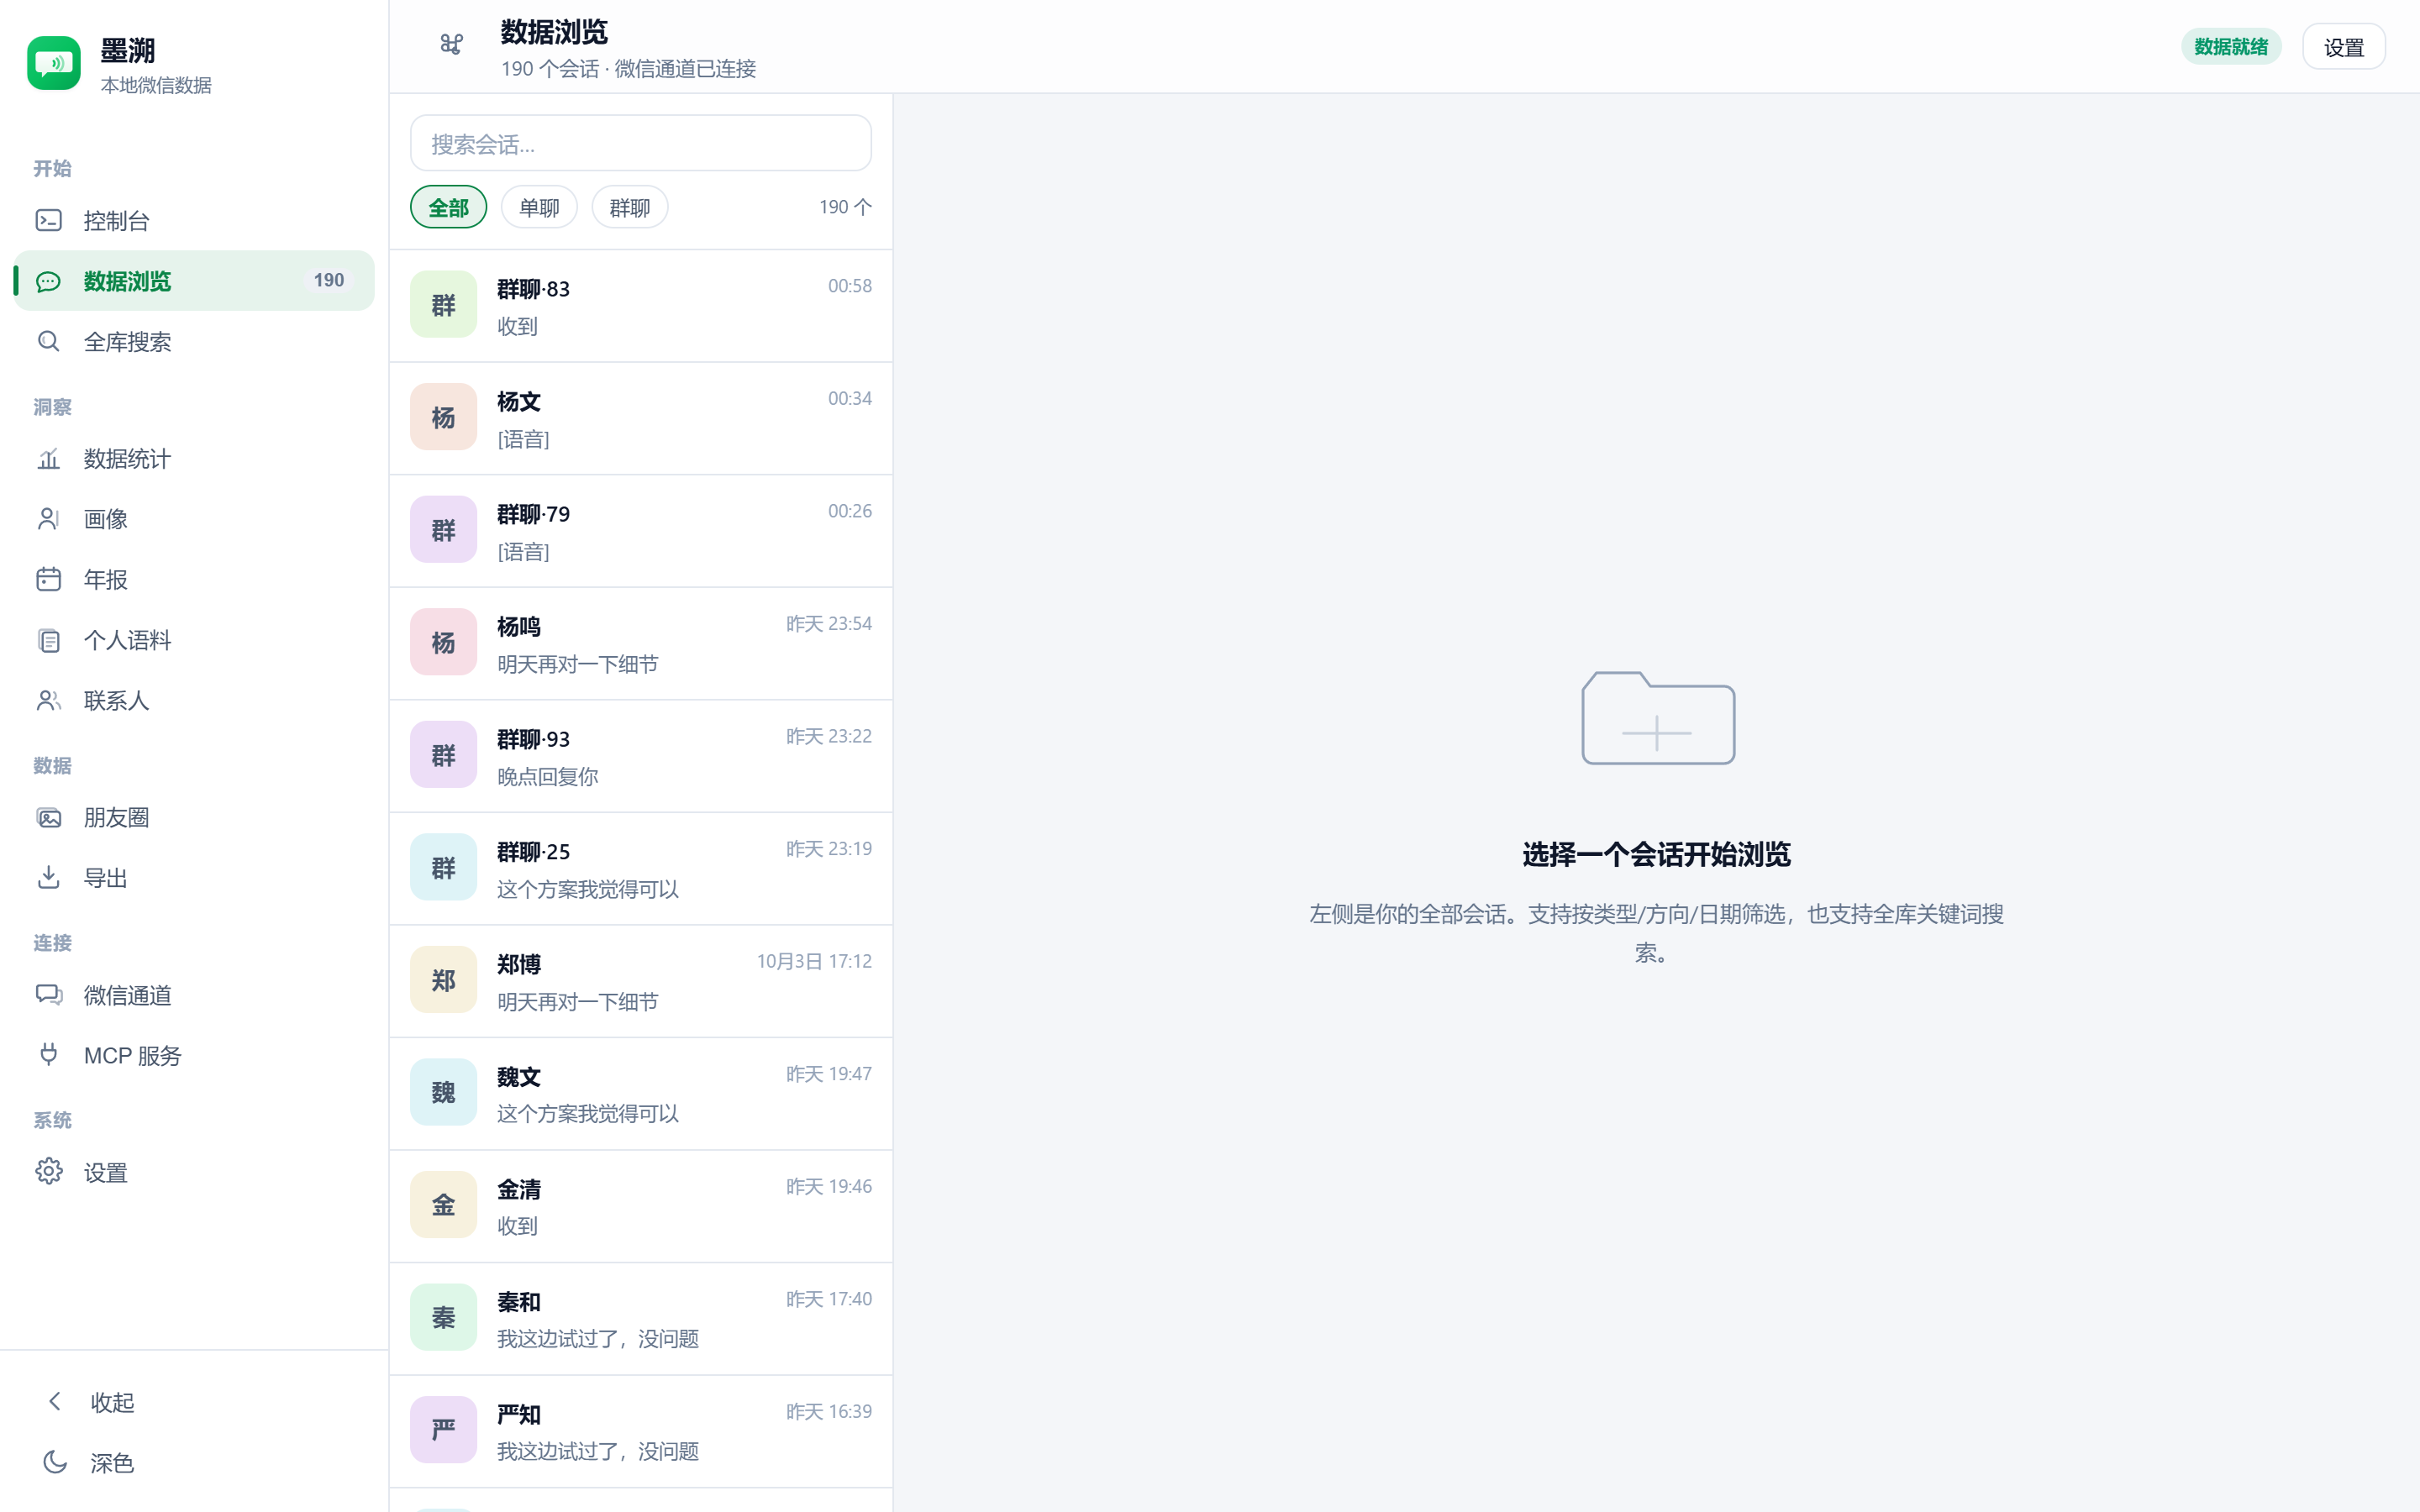 墨溯
本地微信数据
开始
控制台
数据浏览 190
全库搜索
洞察
数据统计
画像
年报
个人语料
联系人
数据
朋友圈
导出
连接
微信通道
MCP 服务
系统
设置
收起
深色
数据浏览
190 个会话 · 微信通道已连接
数据就绪
设置
搜索会话...
全部 单聊 群聊 190 个
群 群聊·83 00:58
收到
杨 杨文 00:34
[语音]
群 群聊·79 00:26
[语音]
杨 杨鸣 昨天 23:54
明天再对一下细节
群 群聊·93 昨天 23:22
晚点回复你
群 群聊·25 昨天 23:19
这个方案我觉得可以
郑 郑博 10月3日 17:12
明天再对一下细节
魏 魏文 昨天 19:47
这个方案我觉得可以
金 金清 昨天 19:46
收到
秦 秦和 昨天 17:40
我这边试过了，没问题
严 严知 昨天 16:39
我这边试过了，没问题
选择一个会话开始浏览
左侧是你的全部会话。支持按类型/方向/日期筛选，也支持全库关键词搜
索。